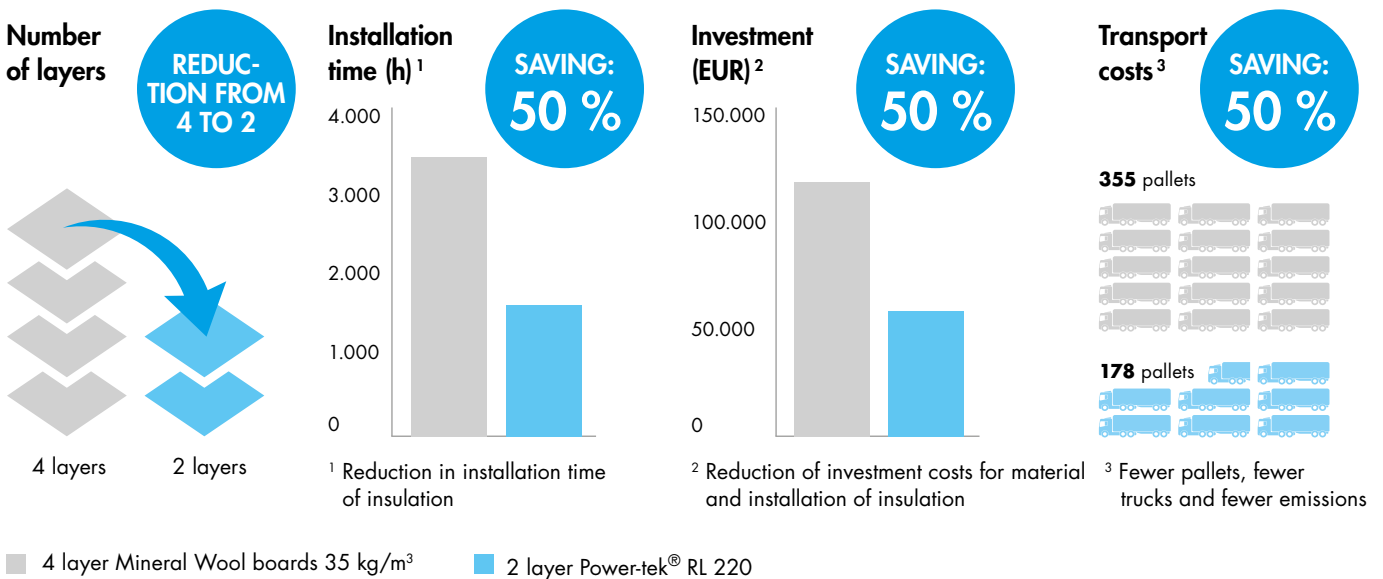 Number
of layers
REDUC-
TION FROM
4 TO 2
4 layers
2 layers
Installation
time (h) ¹
SAVING:
50 %
4.000
3.000
2.000
1.000
0
¹ Reduction in installation time
of insulation
Investment
(EUR) ²
SAVING:
50 %
150.000
100.000
50.000
0
² Reduction of investment costs for material
and installation of insulation
Transport
costs ³
SAVING:
50 %
355 pallets
178 pallets
³ Fewer pallets, fewer
trucks and fewer emissions
4 layer Mineral Wool boards 35 kg/m³
2 layer Power-tek® RL 220